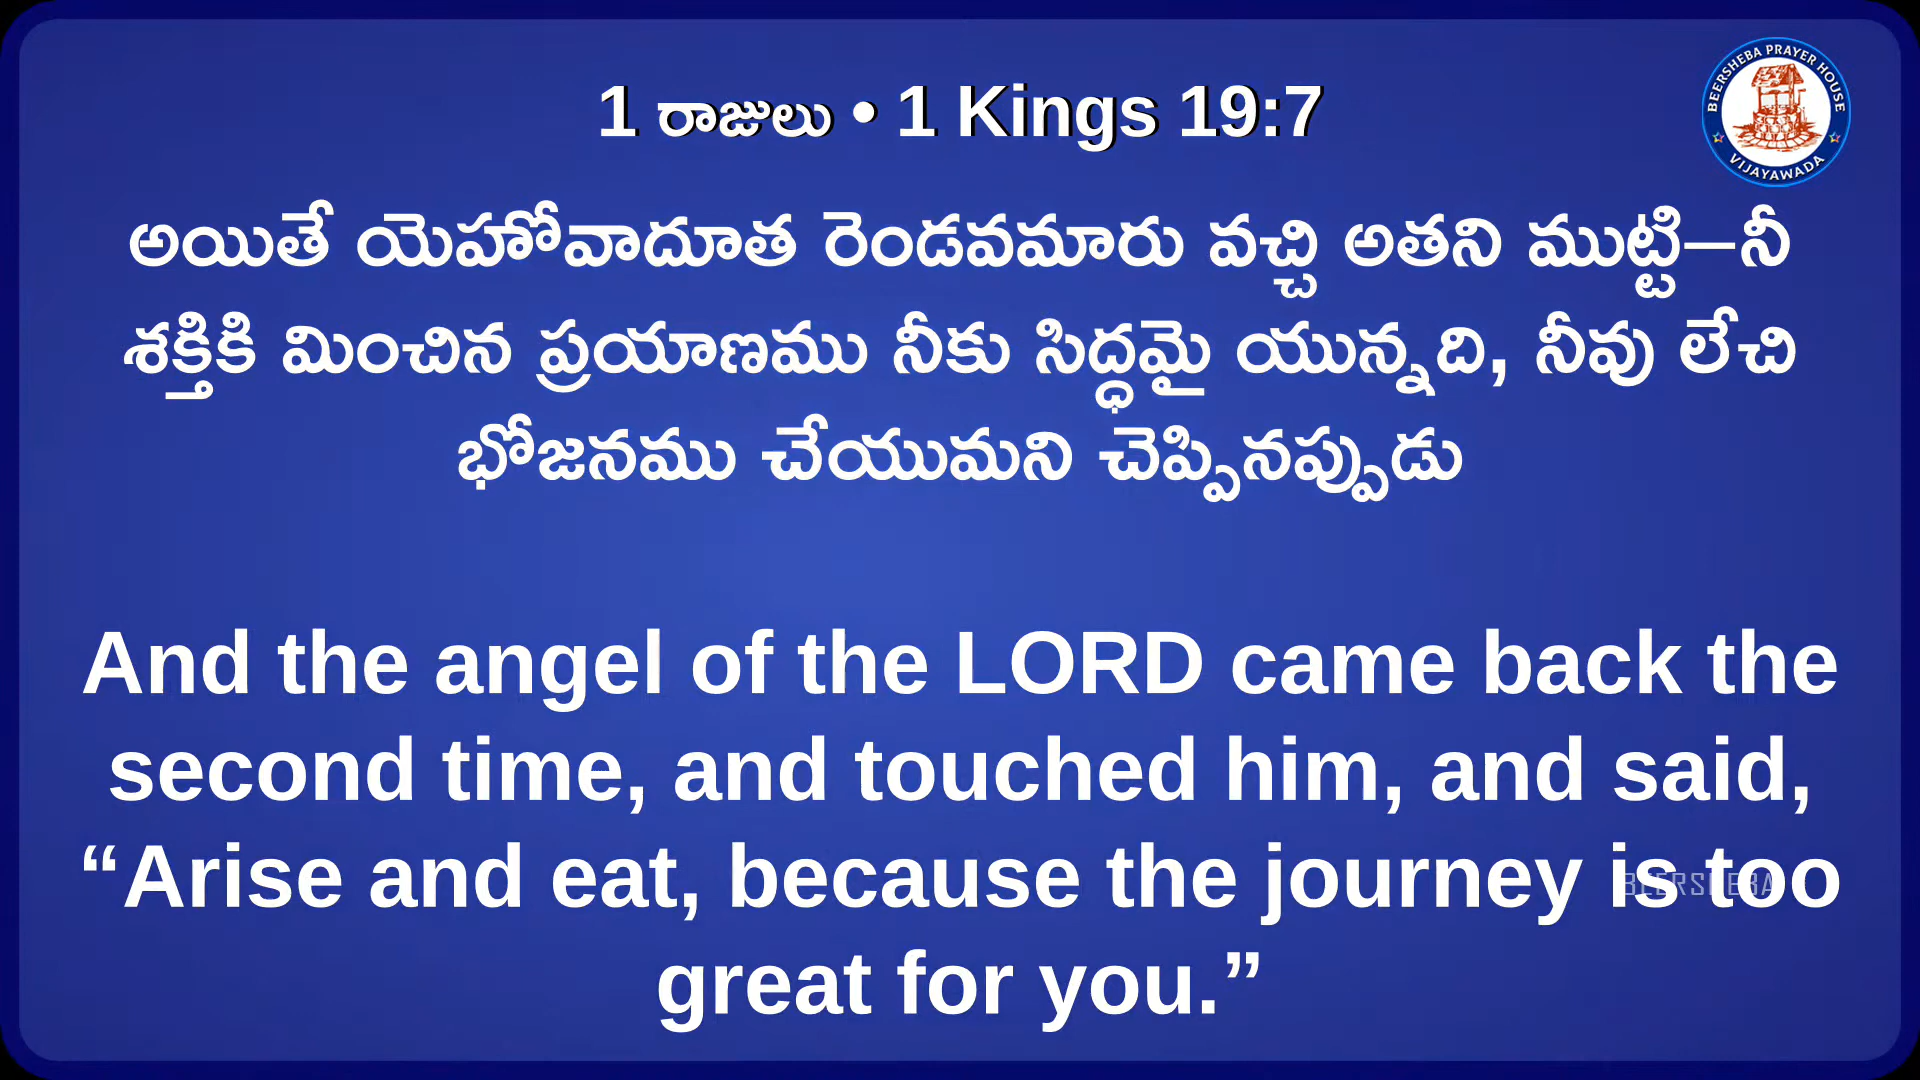 1 రాజులు • 1 Kings 19:7
BEERSHEBA PRAYER HOUSE
VIJAYAWADA
అయితే యెహోవాదూత రెండవమారు వచ్చి అతని ముట్టి—నీ
శక్తికి మించిన ప్రయాణము నీకు సిద్ధమై యున్నది, నీవు లేచి
భోజనము చేయుమని చెప్పినప్పుడు
And the angel of the LORD came back the
second time, and touched him, and said,
“Arise and eat, because the journey is too
great for you.”
BEERSHEBA